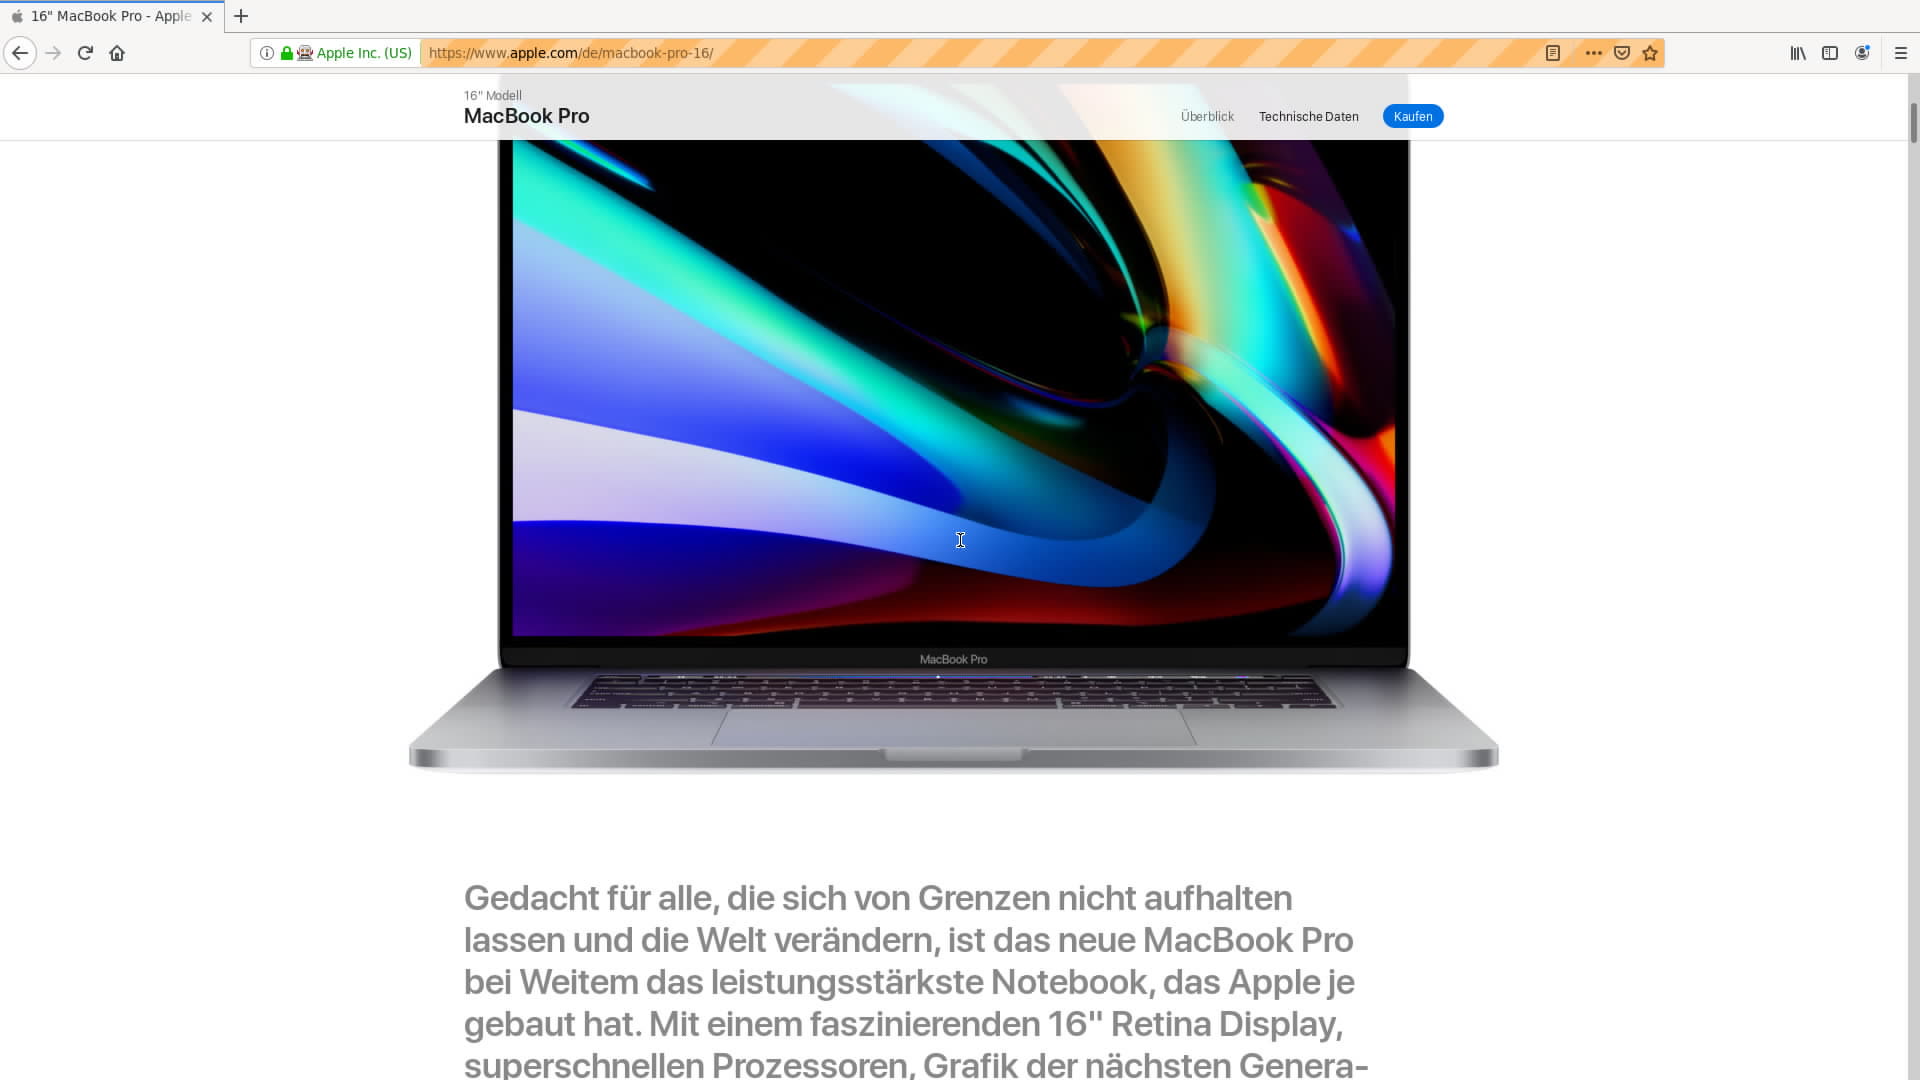 16" MacBook Pro - Apple
Apple Inc. (US)
https://www.apple.com/de/macbook-pro-16/
16" Modell
MacBook Pro
Überblick
Technische Daten
Kaufen
MacBook Pro
Gedacht für alle, die sich von Grenzen nicht aufhalten
lassen und die Welt verändern, ist das neue MacBook Pro
bei Weitem das leistungsstärkste Notebook, das Apple je
gebaut hat. Mit einem faszinierenden 16" Retina Display,
superschnellen Prozessoren, Grafik der nächsten Genera-